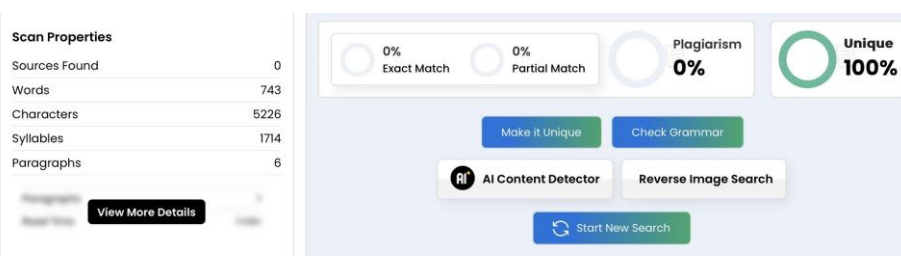 Scan Properties
Sources Found 0
Words 743
Characters 5226
Syllables 1714
Paragraphs 6
View More Details
0%
Exact Match
0%
Partial Match
Plagiarism
0%
Unique
100%
Make it Unique
Check Grammar
AI AI Content Detector
Reverse Image Search
Start New Search